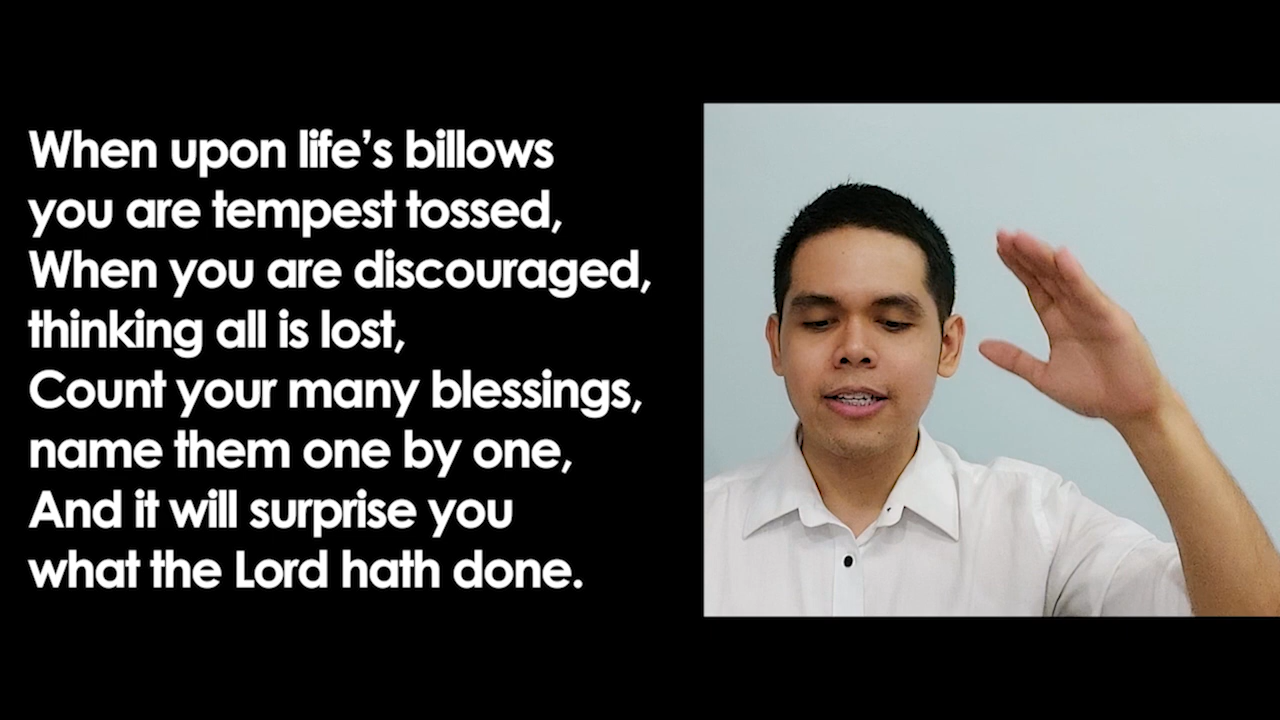 When upon life’s billows
you are tempest tossed,
When you are discouraged,
thinking all is lost,
Count your many blessings,
name them one by one,
And it will surprise you
what the Lord hath done.